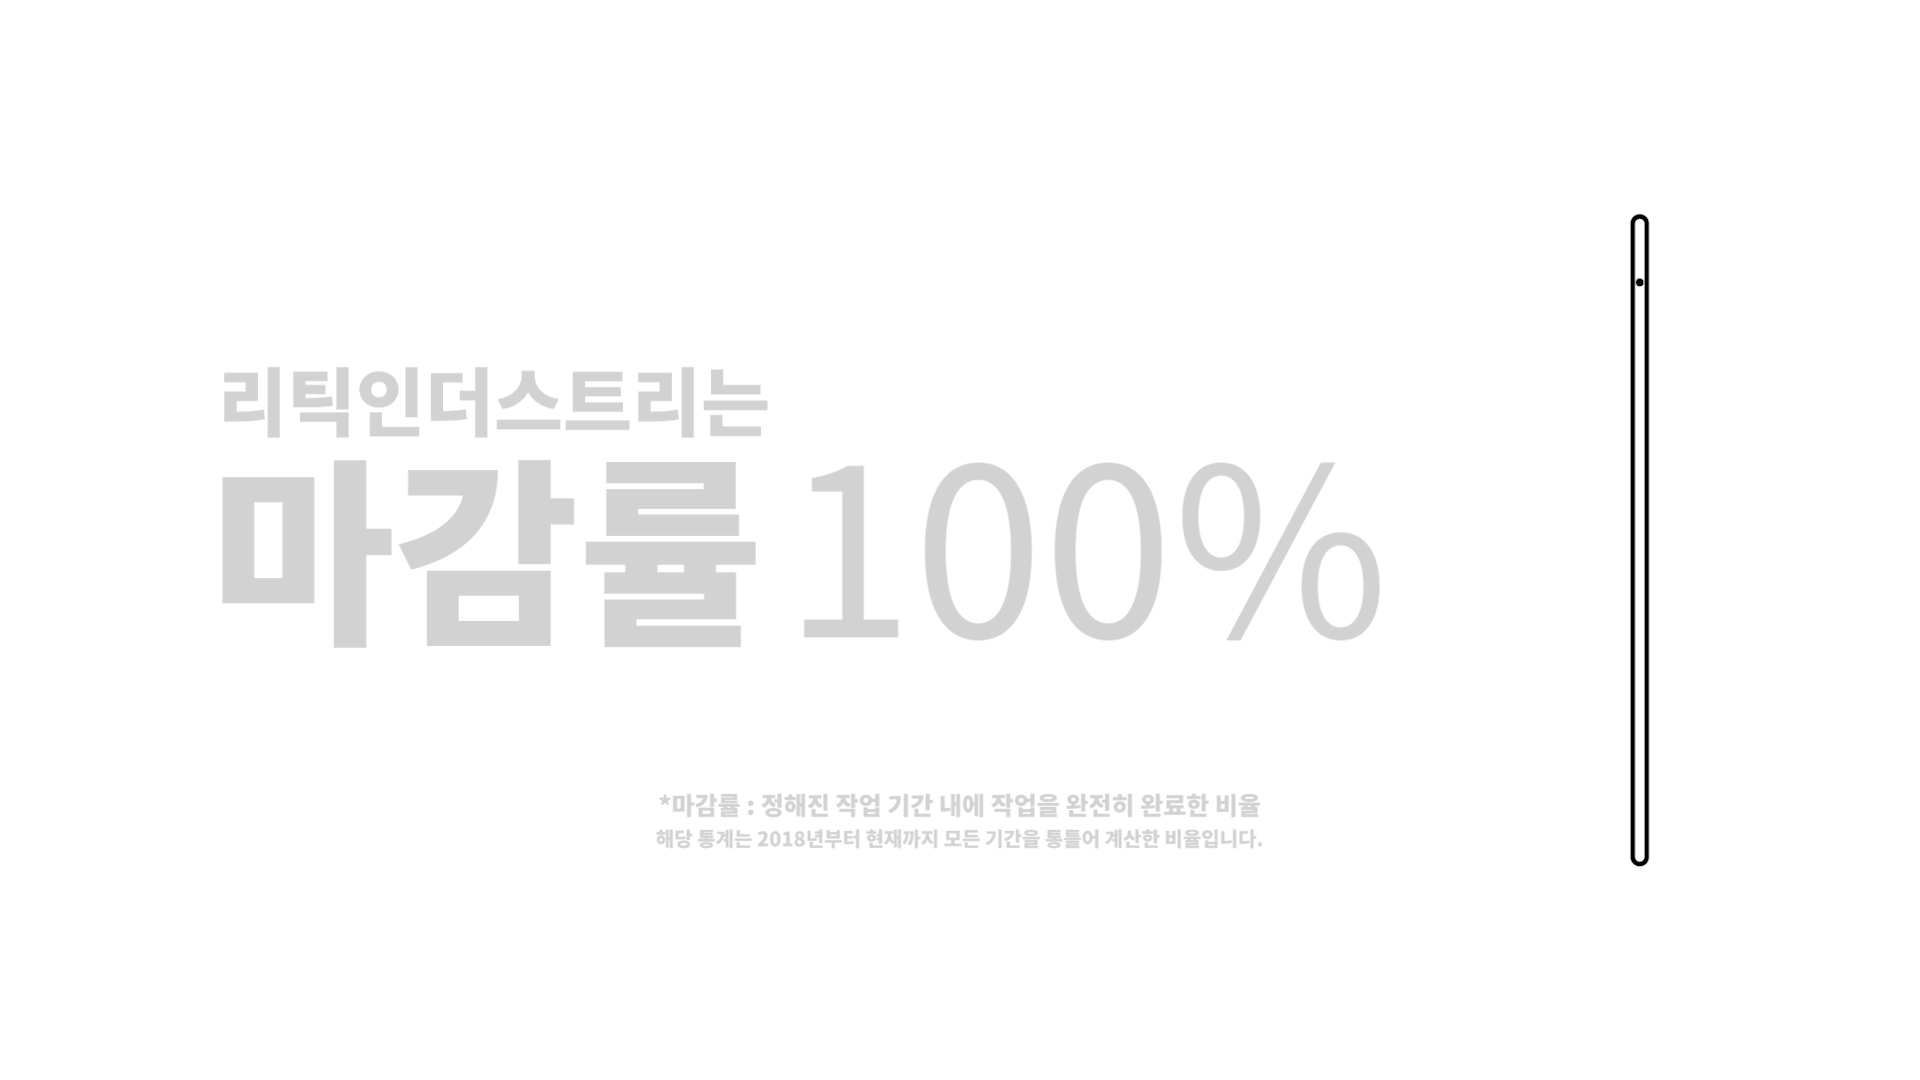 리틱인더스트리는
마감률 100%
*마감률 : 정해진 작업 기간 내에 작업을 완전히 완료한 비율
해당 통계는 2018년부터 현재까지 모든 기간을 통틀어 계산한 비율입니다.